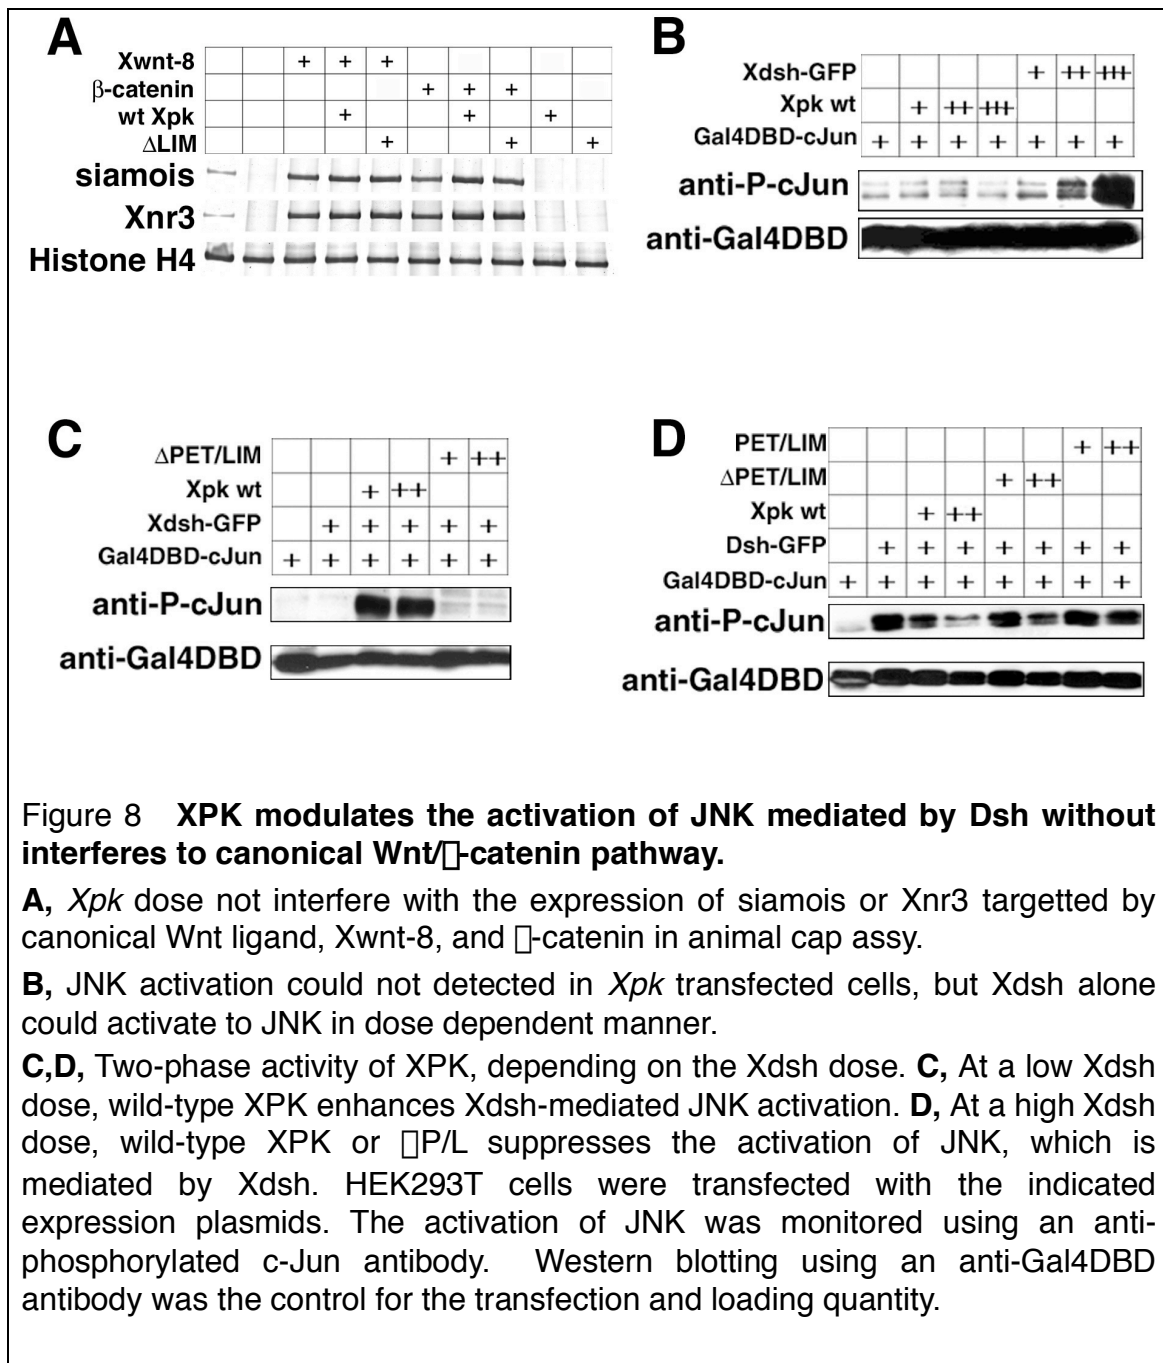 A
Xwnt-8 + + +
β-catenin + + +
wt Xpk + + +
ΔLIM + + +
siamois
Xnr3
Histone H4
B
Xdsh-GFP + ++ +++
Xpk wt + ++ +++
Gal4DBD-cJun + + + + + + +
anti-P-cJun
anti-Gal4DBD
C
ΔPET/LIM + ++
Xpk wt + ++
Xdsh-GFP + + + + +
Gal4DBD-cJun + + + + + +
anti-P-cJun
anti-Gal4DBD
D
PET/LIM + ++
ΔPET/LIM + ++
Xpk wt + ++
Dsh-GFP + + + + + + +
Gal4DBD-cJun + + + + + + + +
anti-P-cJun
anti-Gal4DBD
Figure 8 XPK modulates the activation of JNK mediated by Dsh without
interferes to canonical Wnt/▯-catenin pathway.
A, Xpk dose not interfere with the expression of siamois or Xnr3 targetted by
canonical Wnt ligand, Xwnt-8, and ▯-catenin in animal cap assy.
B, JNK activation could not detected in Xpk transfected cells, but Xdsh alone
could activate to JNK in dose dependent manner.
C,D, Two-phase activity of XPK, depending on the Xdsh dose. C, At a low Xdsh
dose, wild-type XPK enhances Xdsh-mediated JNK activation. D, At a high Xdsh
dose, wild-type XPK or ▯P/L suppresses the activation of JNK, which is
mediated by Xdsh. HEK293T cells were transfected with the indicated
expression plasmids. The activation of JNK was monitored using an anti-
phosphorylated c-Jun antibody. Western blotting using an anti-Gal4DBD
antibody was the control for the transfection and loading quantity.